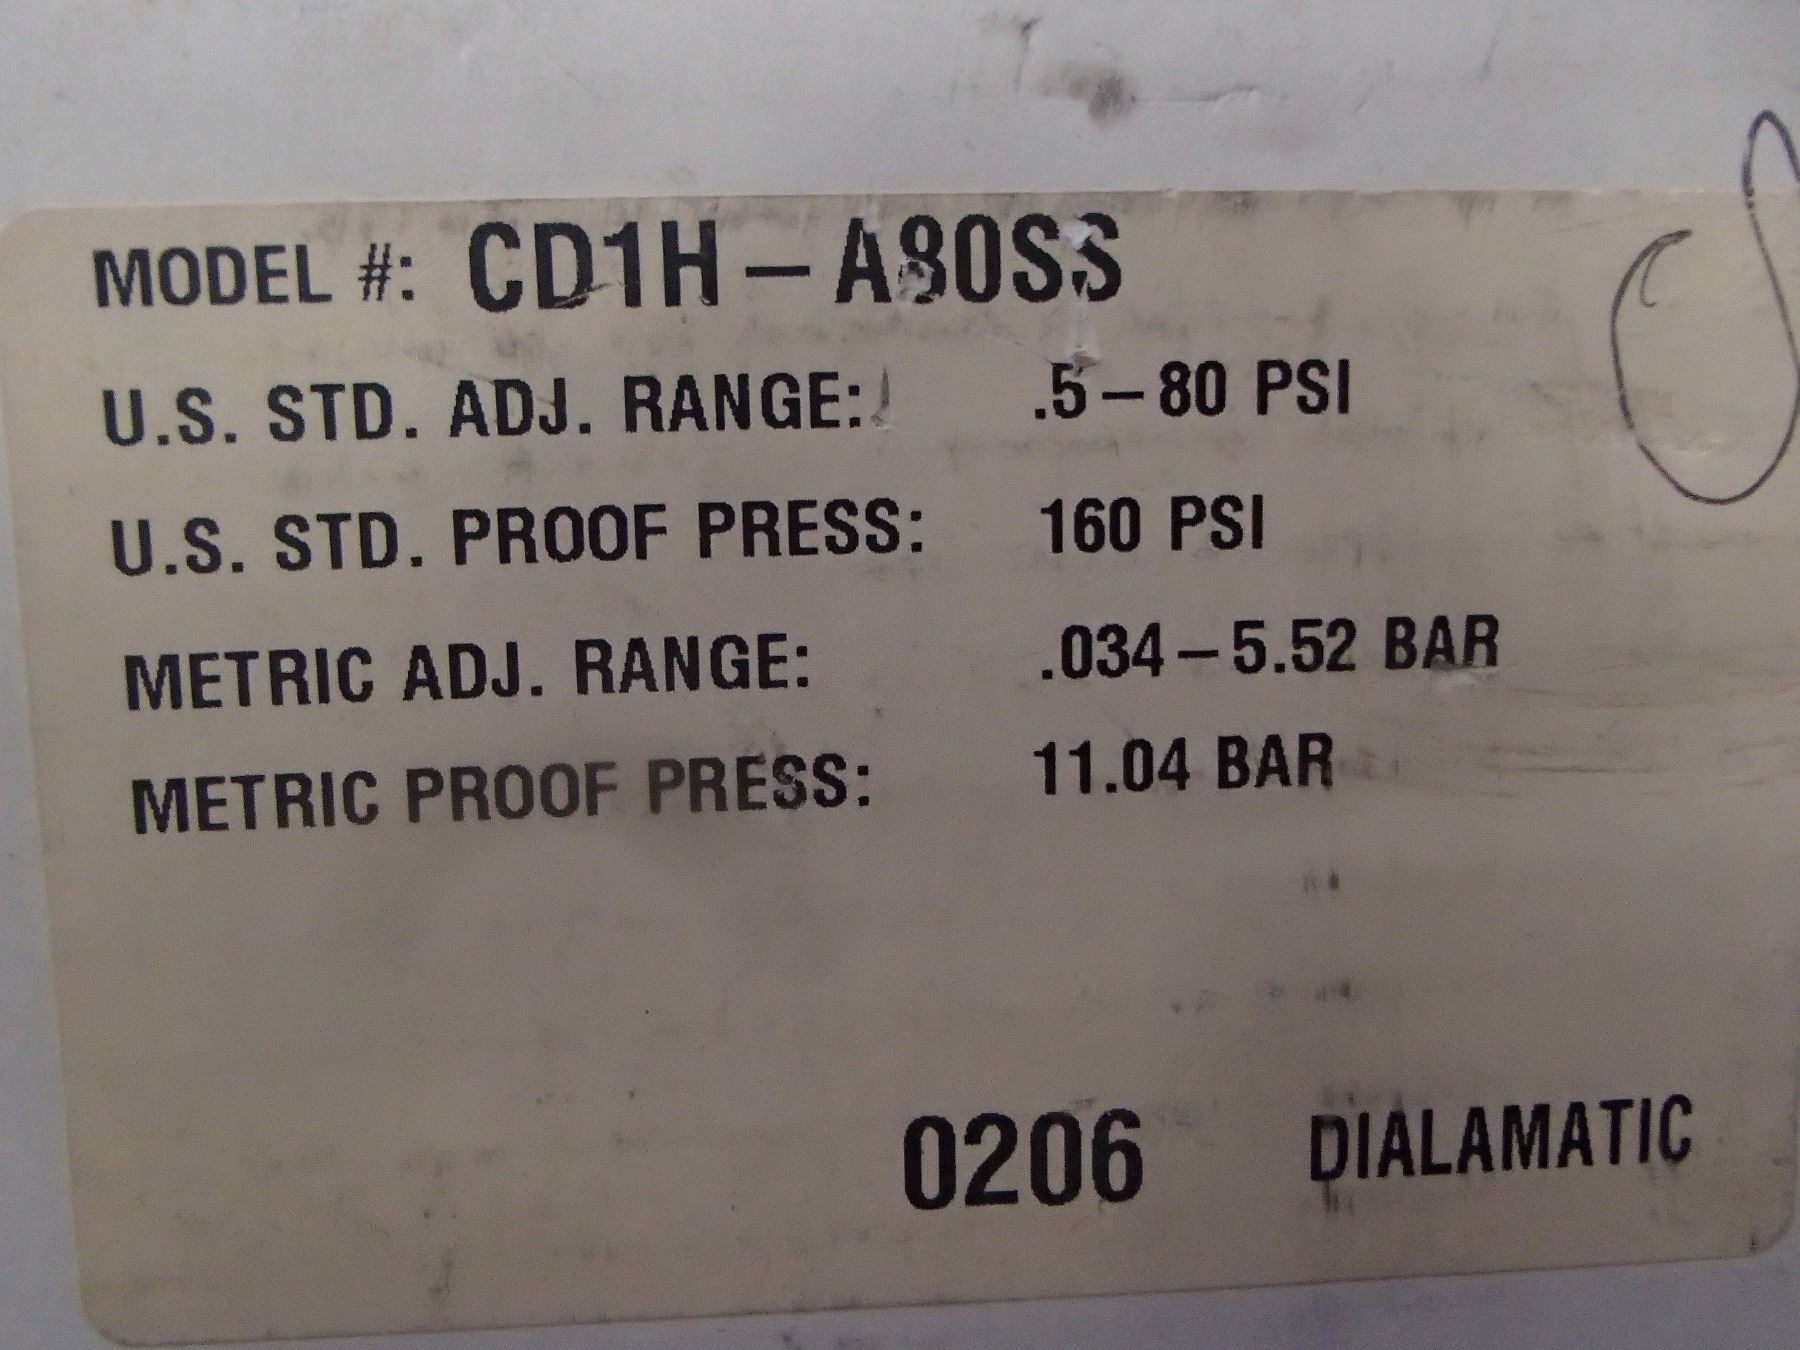 MODEL #: CD1H – A80SS
U.S. STD. ADJ. RANGE: .5 – 80 PSI
U.S. STD. PROOF PRESS: 160 PSI
METRIC ADJ. RANGE: .034 – 5.52 BAR
METRIC PROOF PRESS: 11.04 BAR
0206 DIALAMATIC